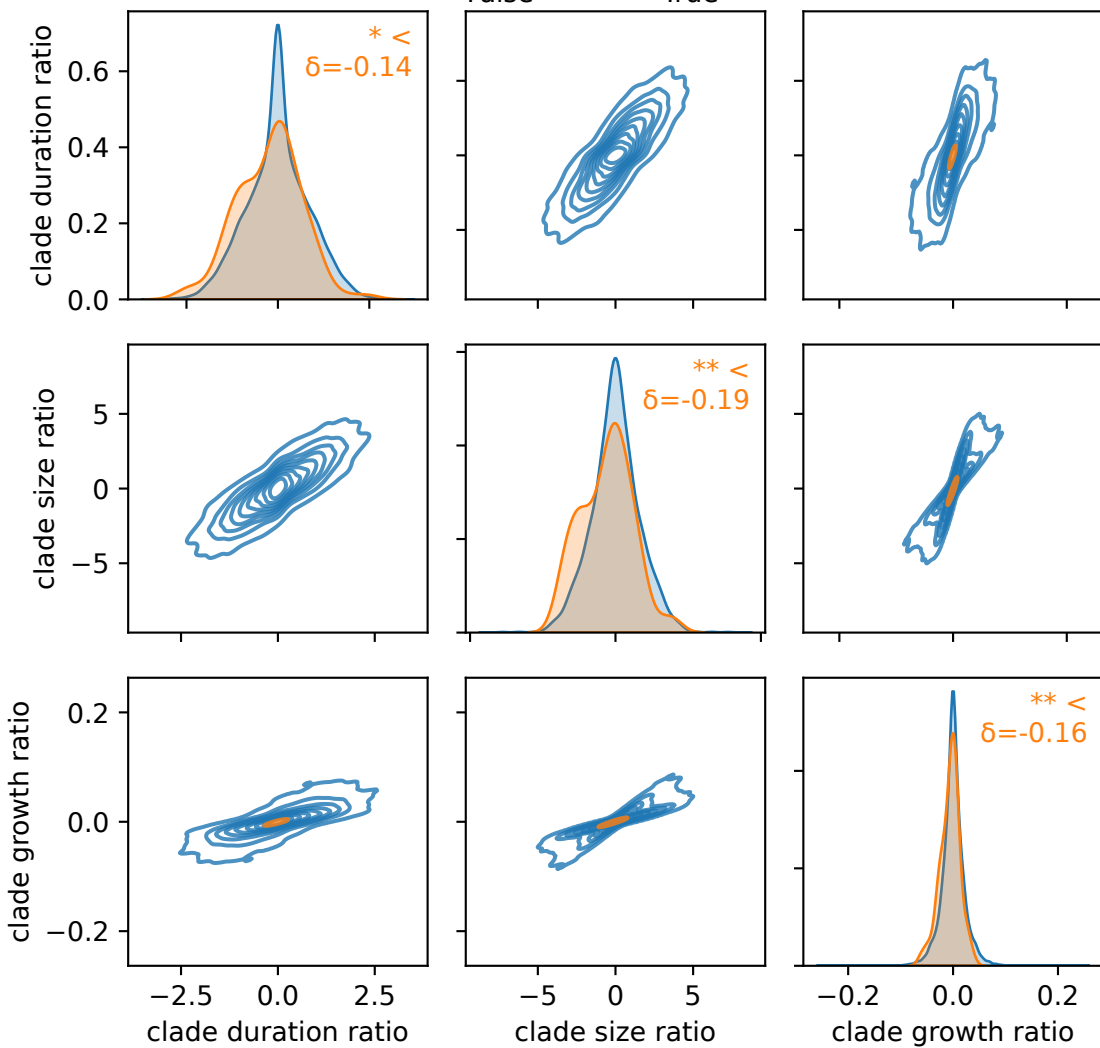 True
* <
δ=-0.14
clade duration ratio
0.6
0.4
0.2
0.0
** <
δ=-0.19
clade size ratio
5
0
−5
** <
δ=-0.16
clade growth ratio
0.2
0.0
−0.2
−2.5 0.0 2.5 −5 0 5 −0.2 0.0 0.2
clade duration ratio clade size ratio clade growth ratio